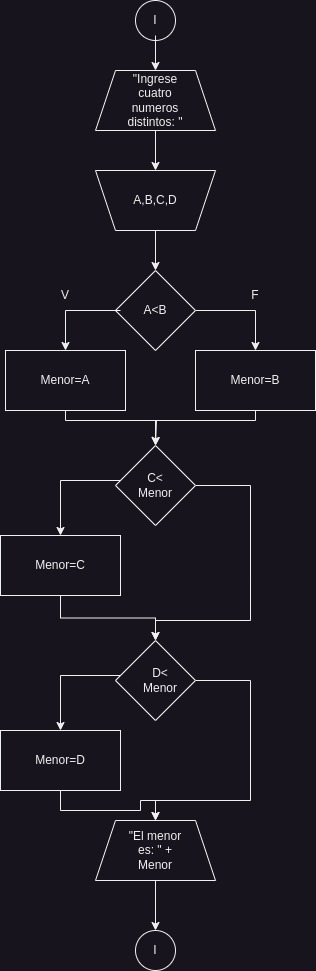 I
"Ingrese
cuatro
numeros
distintos: "
A,B,C,D
A<B
V
F
Menor=A
Menor=B
C<
Menor
Menor=C
D<
Menor
Menor=D
"El menor
es: " +
Menor
I